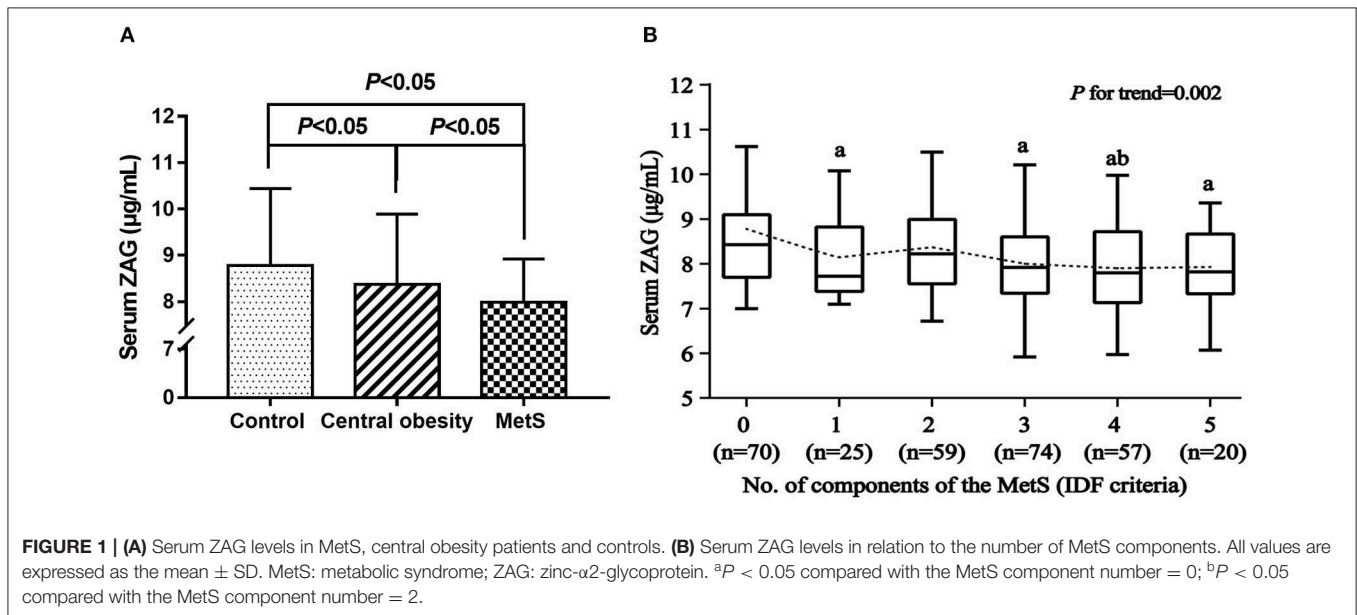 A
P<0.05
P<0.05 P<0.05
Serum ZAG (µg/mL)
12
11
10
9
8
7
0
Control Central obesity MetS
B
P for trend=0.002
Serum ZAG (µg/mL)
12
11
10
9
8
7
6
5
a a ab a
0 1 2 3 4 5
(n=70) (n=25) (n=59) (n=74) (n=57) (n=20)
No. of components of the MetS (IDF criteria)
FIGURE 1 | (A) Serum ZAG levels in MetS, central obesity patients and controls. (B) Serum ZAG levels in relation to the number of MetS components. All values are
expressed as the mean ± SD. MetS: metabolic syndrome; ZAG: zinc-α2-glycoprotein. ᵃP < 0.05 compared with the MetS component number = 0; ᵇP < 0.05
compared with the MetS component number = 2.